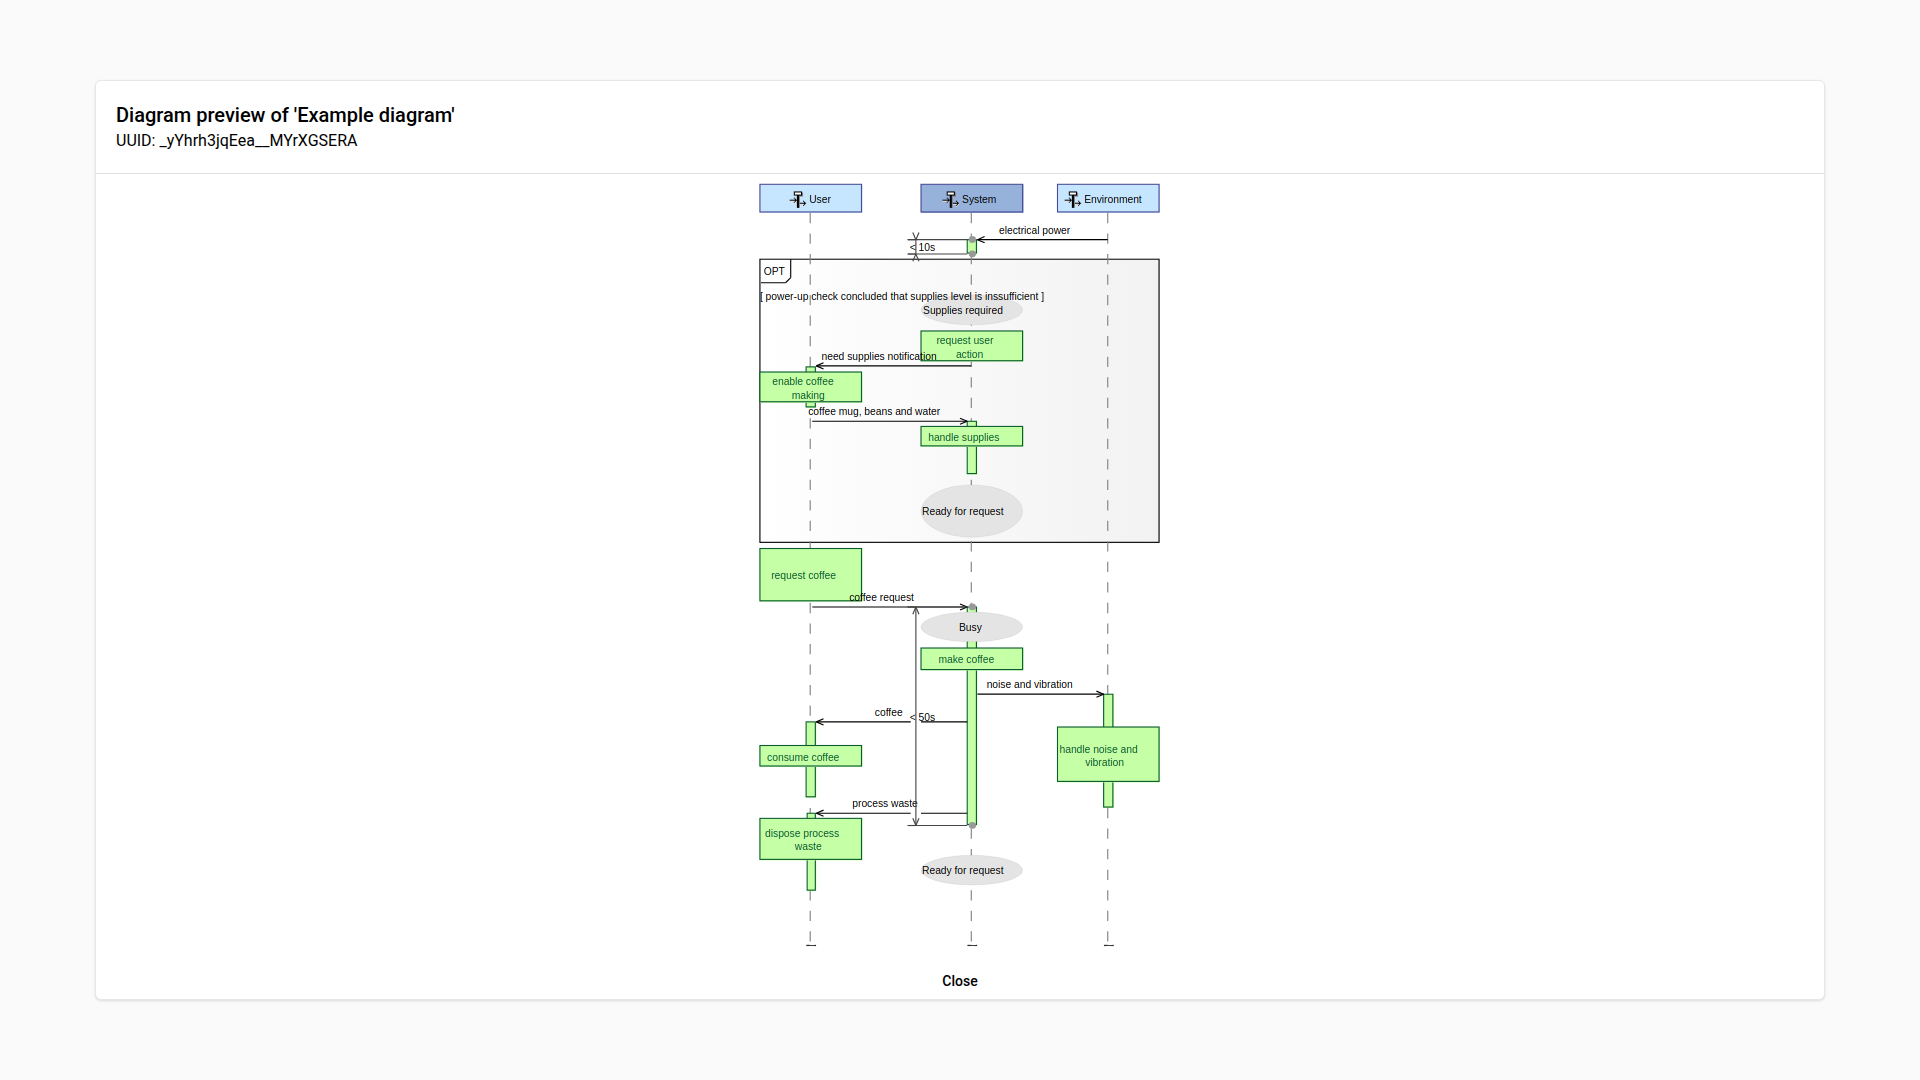 Diagram preview of 'Example diagram'
UUID: _yYhrh3jqEea__MYrXGSERA
User
System
Environment
electrical power
< 10s
OPT
[ power-up check concluded that supplies level is inssufficient ]
Supplies required
request user
action
need supplies notification
enable coffee
making
coffee mug, beans and water
handle supplies
Ready for request
request coffee
coffee request
Busy
make coffee
noise and vibration
coffee
< 50s
handle noise and
vibration
consume coffee
process waste
dispose process
waste
Ready for request
Close